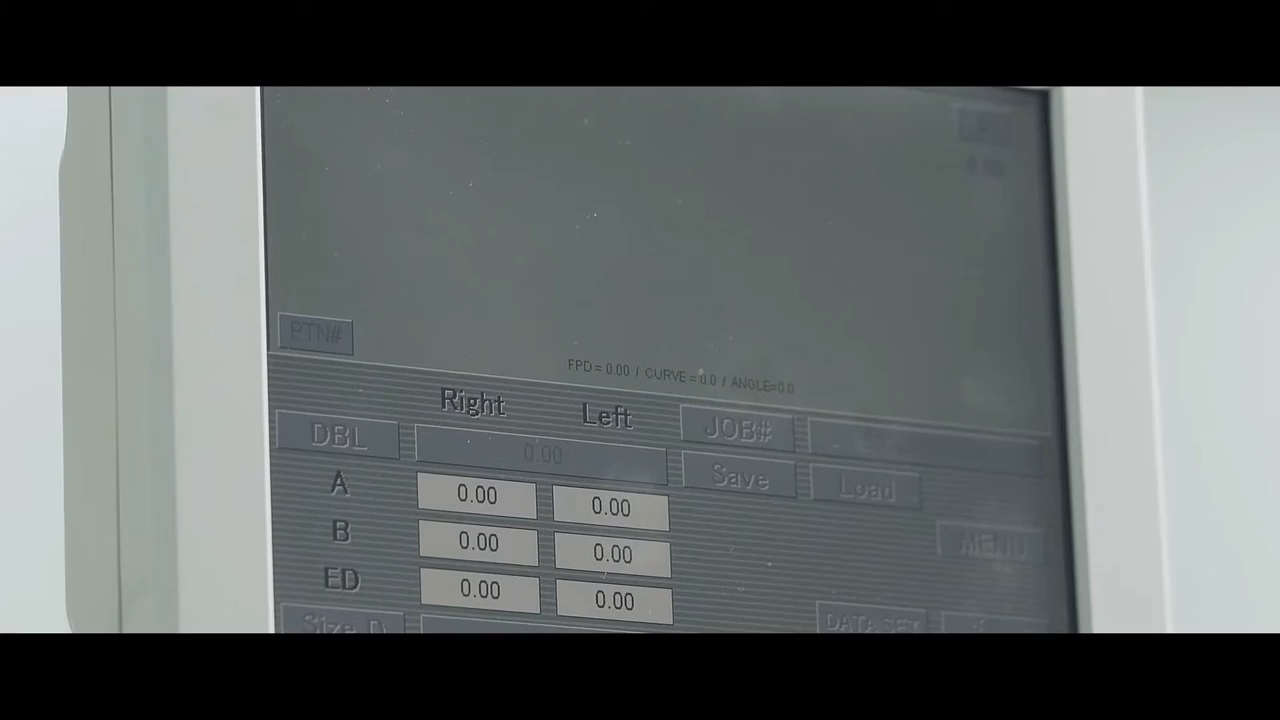 PTN#
FPD = 0.00 / CURVE = 0.0 / ANGLE=0.0
Right Left JOB#
DBL 0.00 Save Load
A 0.00 0.00
B 0.00 0.00 MENU
ED 0.00 0.00
Size D DATA SET